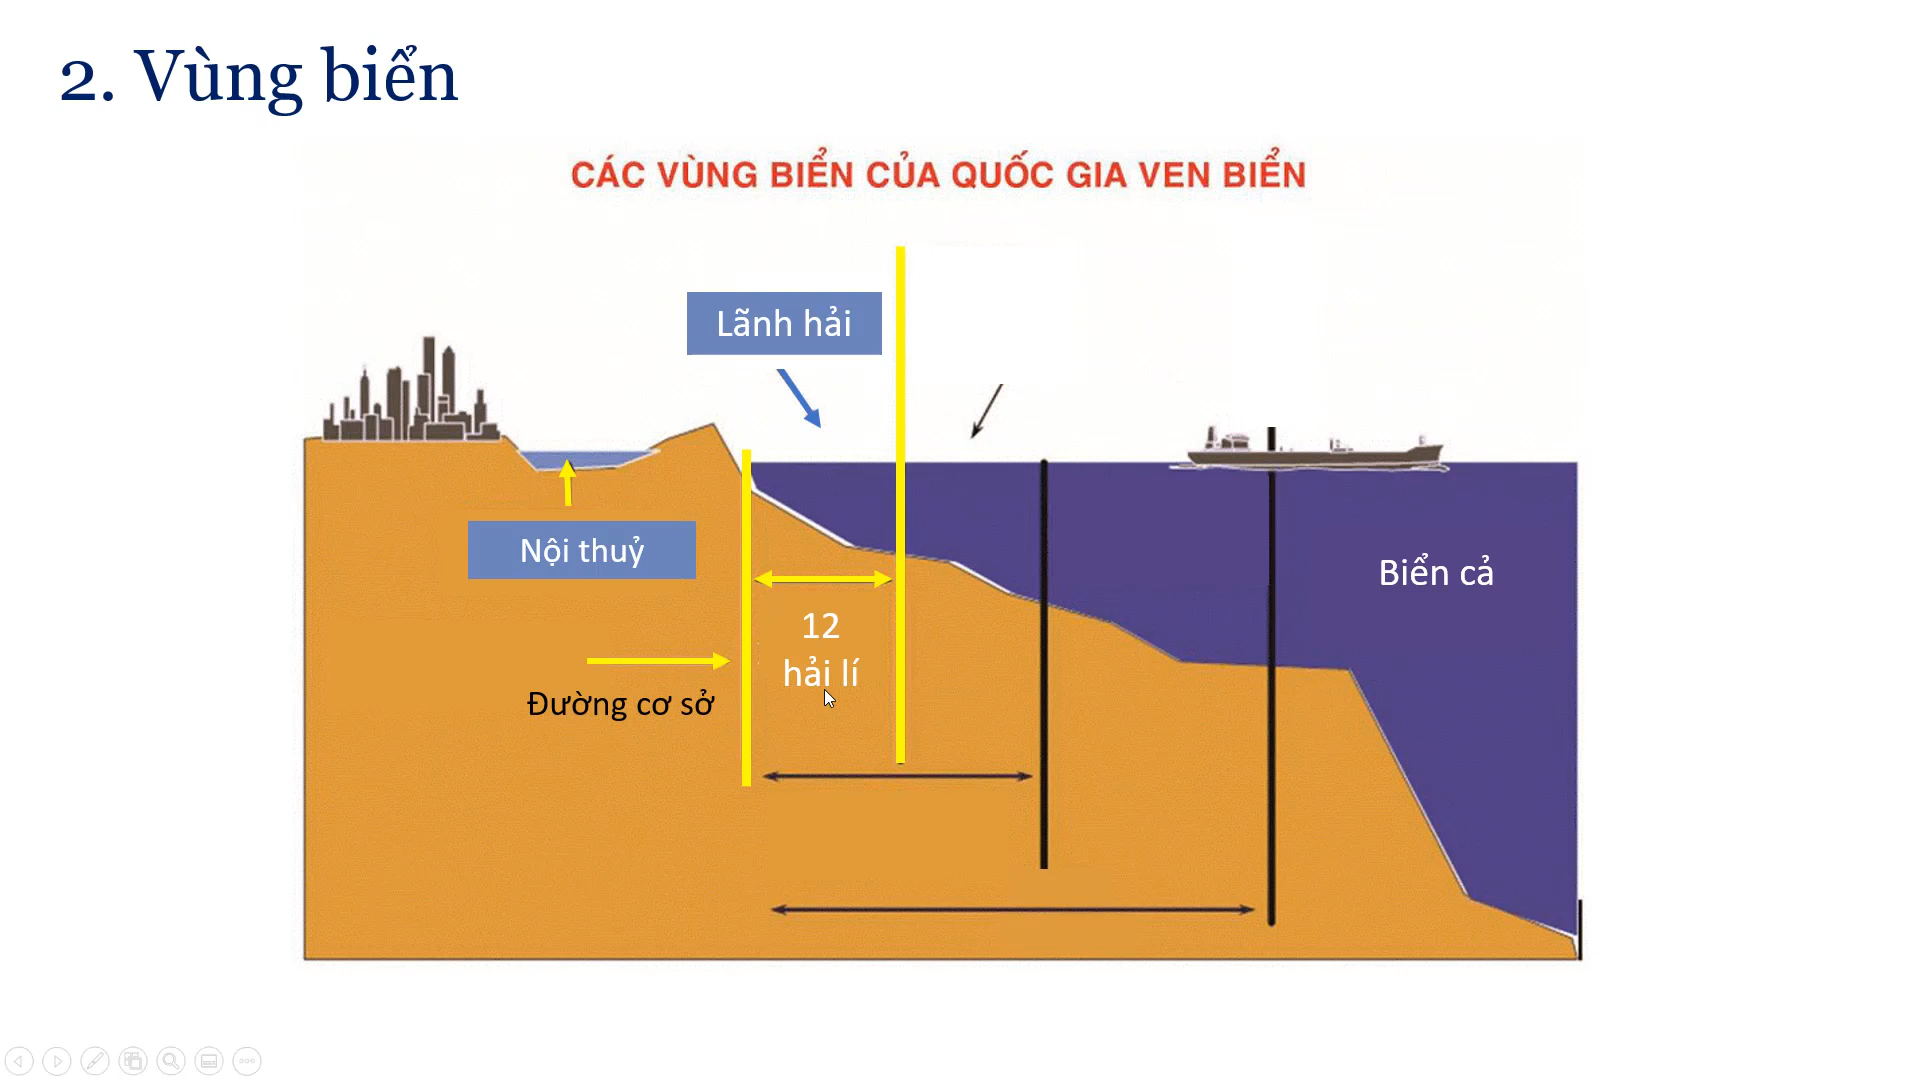 2. Vùng biển
CÁC VÙNG BIỂN CỦA QUỐC GIA VEN BIỂN
Lãnh hải
Nội thuỷ
Biển cả
12
hải lí
Đường cơ sở